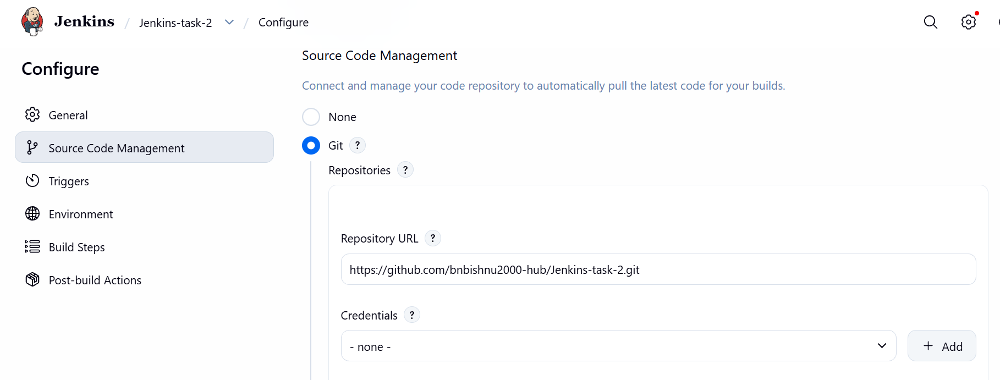 Jenkins / Jenkins-task-2 / Configure
Configure
General
Source Code Management
Triggers
Environment
Build Steps
Post-build Actions
Source Code Management
Connect and manage your code repository to automatically pull the latest code for your builds.
None
Git ?
Repositories ?
Repository URL ?
https://github.com/bnbishnu2000-hub/Jenkins-task-2.git
Credentials ?
- none -
+ Add